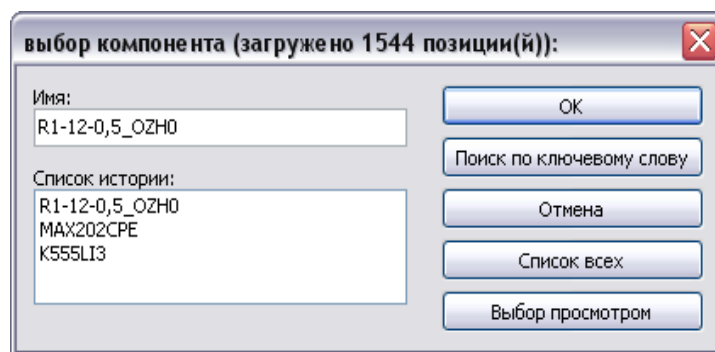 выбор компонента (загружено 1544 позиции(й)):
Имя:
R1-12-0,5_OZH0
Список истории:
R1-12-0,5_OZH0
MAX202CPE
K555LI3
OK
Поиск по ключевому слову
Отмена
Список всех
Выбор просмотром